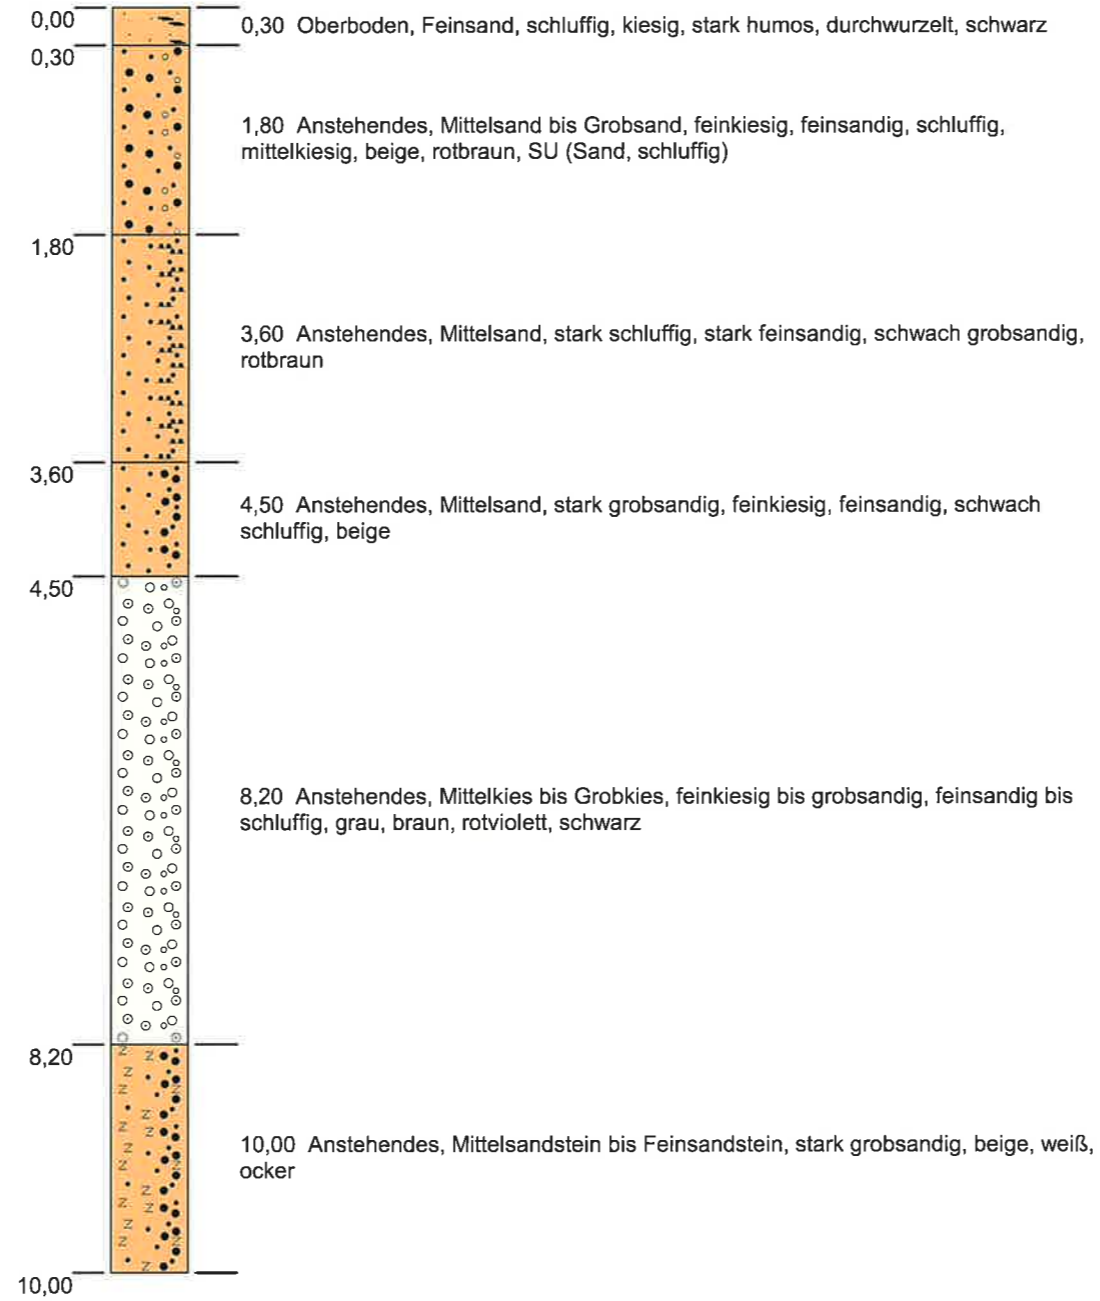 0,00
0,30 Oberboden, Feinsand, schluffig, kiesig, stark humos, durchwurzelt, schwarz
0,30
1,80 Anstehendes, Mittelsand bis Grobsand, feinkiesig, feinsandig, schluffig,
mittelkiesig, beige, rotbraun, SU (Sand, schluffig)
1,80
3,60 Anstehendes, Mittelsand, stark schluffig, stark feinsandig, schwach grobsandig,
rotbraun
3,60
4,50 Anstehendes, Mittelsand, stark grobsandig, feinkiesig, feinsandig, schwach
schluffig, beige
4,50
8,20 Anstehendes, Mittelkies bis Grobkies, feinkiesig bis grobsandig, feinsandig bis
schluffig, grau, braun, rotviolett, schwarz
8,20
10,00 Anstehendes, Mittelsandstein bis Feinsandstein, stark grobsandig, beige, weiß,
ocker
10,00